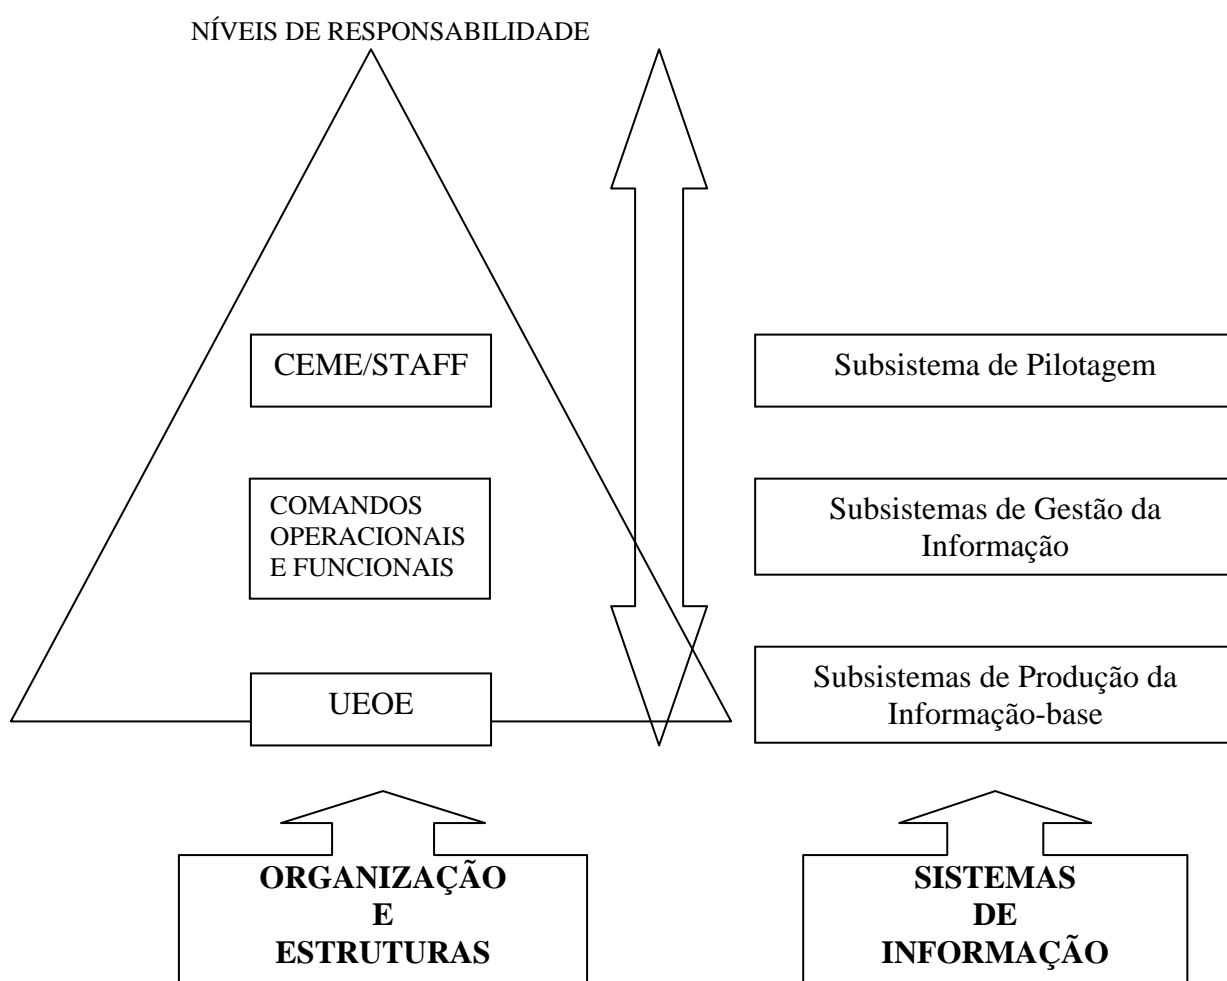 NÍVEIS DE RESPONSABILIDADE
CEME/STAFF
Subsistema de Pilotagem
COMANDOS
OPERACIONAIS
E FUNCIONAIS
Subsistemas de Gestão da
Informação
UEOE
Subsistemas de Produção da
Informação-base
ORGANIZAÇÃO
E
ESTRUTURAS
SISTEMAS
DE
INFORMAÇÃO